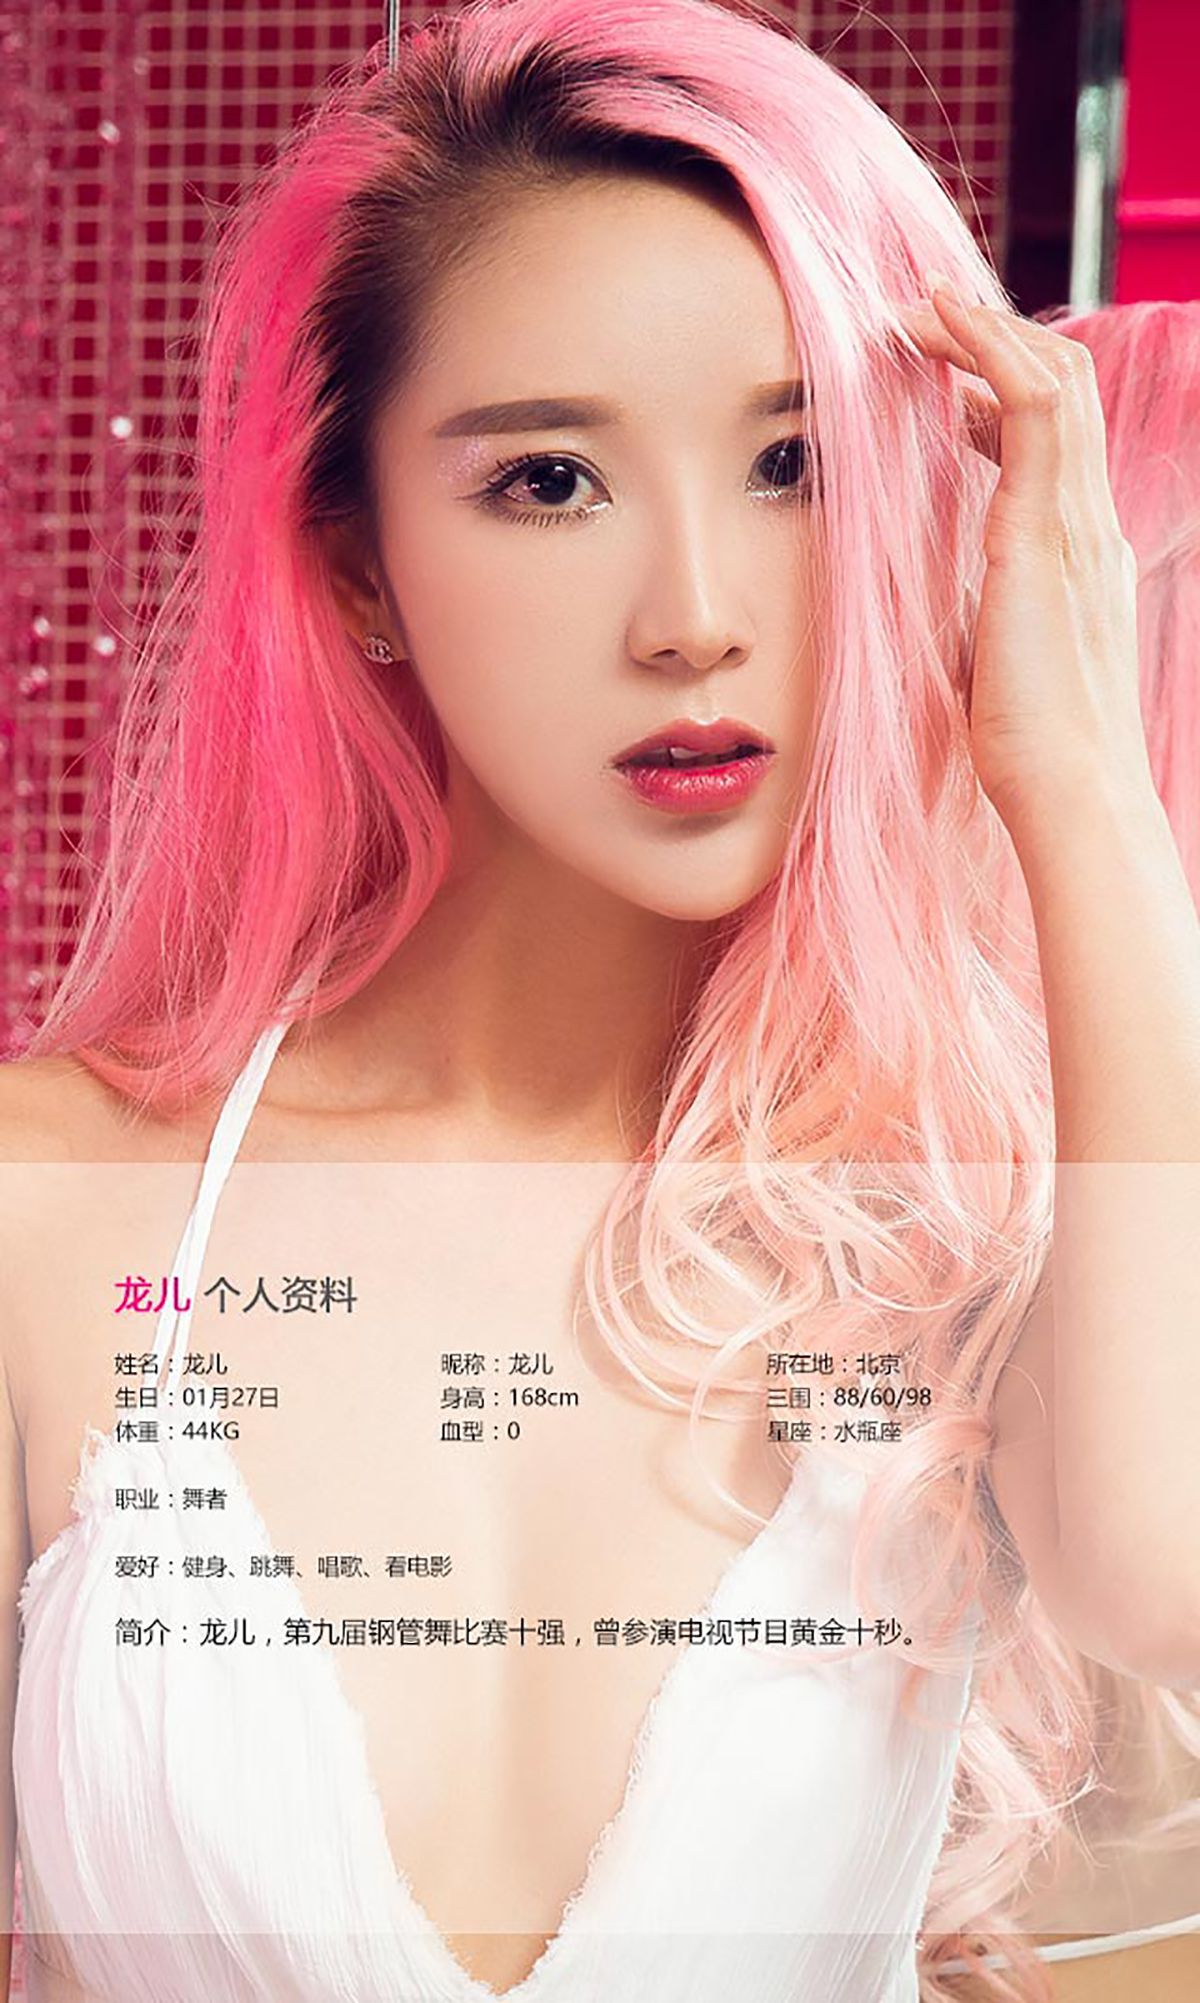 龙儿 个人资料
姓名：龙儿 昵称：龙儿 所在地：北京
生日：01月27日 身高：168cm 三围：88/60/98
体重：44KG 血型：O 星座：水瓶座
职业：舞者
爱好：健身、跳舞、唱歌、看电影
简介：龙儿，第九届钢管舞比赛十强，曾参演电视节目黄金十秒。